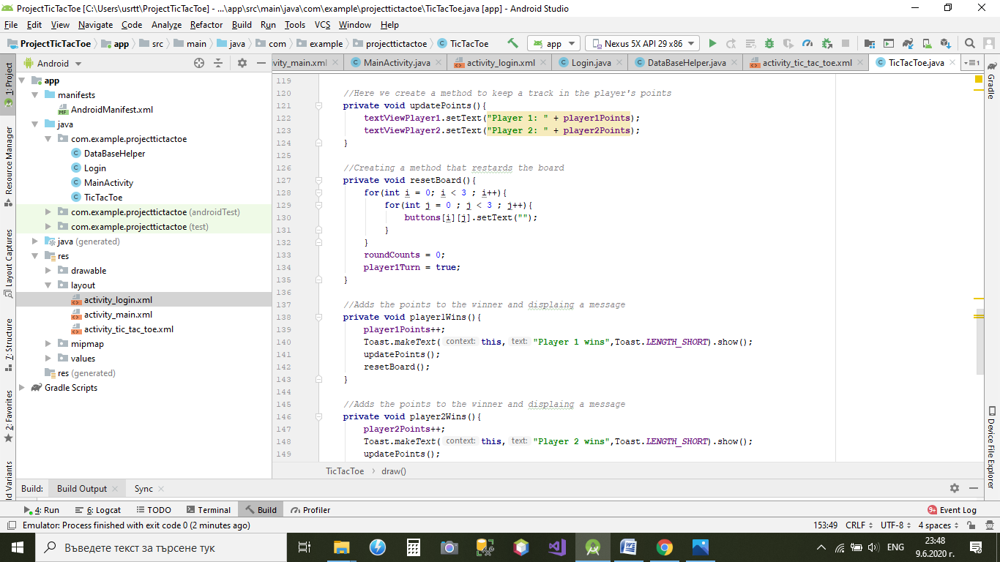 ProjectTicTacToe [C:\Users\usrtt\ProjectTicTacToe] - ...\app\src\main\java\com\example\projecttictactoe\TicTacToe.java [app] - Android Studio
File Edit View Navigate Code Analyze Refactor Build Run Tools VCS Window Help
ProjectTicTacToe app src main java com example projecttictactoe TicTacToe app Nexus 5X API 29 x86
Android
vity_main.xml MainActivity.java activity_login.xml Login.java DataBaseHelper.java activity_tic_tac_toe.xml TicTacToe.java 1
1: Project
Resource Manager
Layout Captures
7: Structure
2: Favorites
ld Variants
app
manifests
AndroidManifest.xml
java
com.example.projecttictactoe
DataBaseHelper
Login
MainActivity
TicTacToe
com.example.projecttictactoe (androidTest)
com.example.projecttictactoe (test)
java (generated)
res
drawable
layout
activity_login.xml
activity_main.xml
activity_tic_tac_toe.xml
mipmap
values
res (generated)
Gradle Scripts
119
120 //Here we create a method to keep a track in the player's points
121 private void updatePoints(){
122 textViewPlayer1.setText("Player 1: " + player1Points);
123 textViewPlayer2.setText("Player 2: " + player2Points);
124 }
125
126 //Creating a method that restards the board
127 private void resetBoard(){
128 for(int i = 0; i < 3 ; i++){
129 for(int j = 0 ; j < 3 ; j++){
130 buttons[i][j].setText("");
131 }
132 }
133 roundCounts = 0;
134 player1Turn = true;
135 }
136
137 //Adds the points to the winner and displaing a message
138 private void player1Wins(){
139 player1Points++;
140 Toast.makeText( context: this, text: "Player 1 wins",Toast.LENGTH_SHORT).show();
141 updatePoints();
142 resetBoard();
143 }
144
145 //Adds the points to the winner and displaing a message
146 private void player2Wins(){
147 player2Points++;
148 Toast.makeText( context: this, text: "Player 2 wins",Toast.LENGTH_SHORT).show();
149 updatePoints();
TicTacToe draw()
Gradle
Device File Explorer
Build: Build Output Sync
4: Run 6: Logcat TODO Terminal Build Profiler 9+ Event Log
Emulator: Process finished with exit code 0 (2 minutes ago) 153:49 CRLF UTF-8 4 spaces
Въведете текст за търсене тук
ENG
23:48
9.6.2020 г.